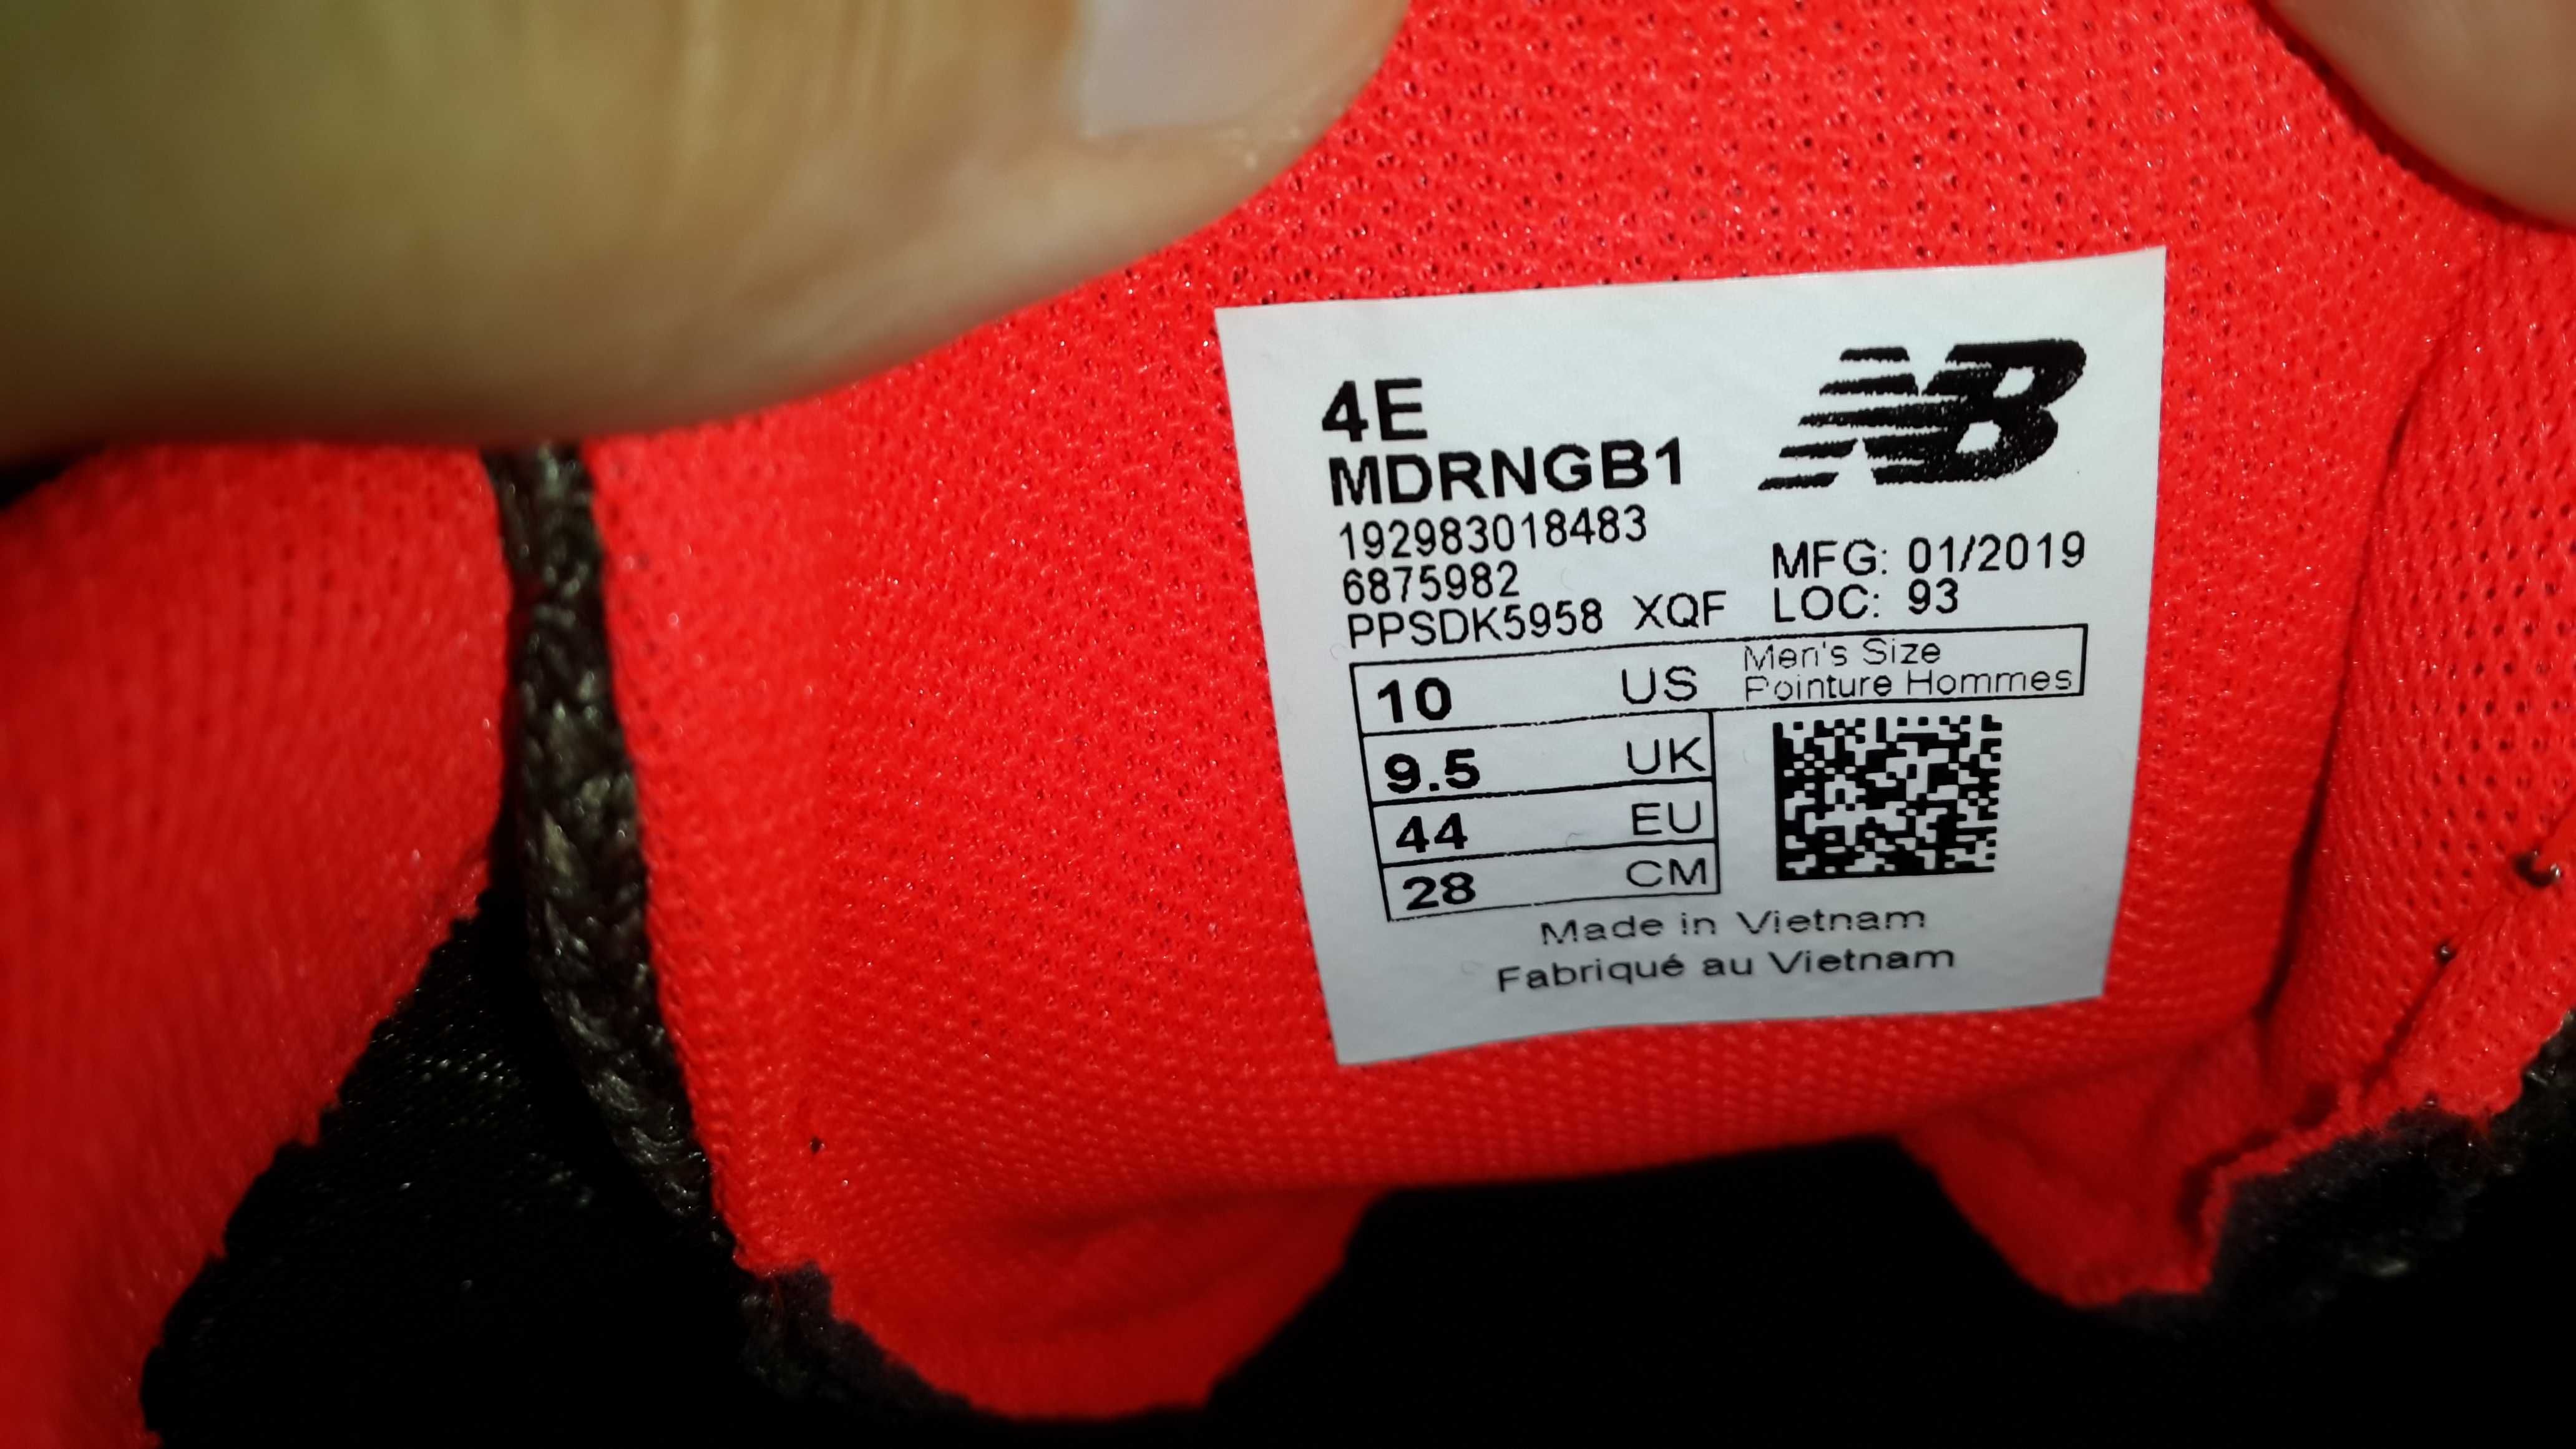 4E
MDRNGB1
NB
192983018483
6875982
MFG: 01/2019
PPSDK5958 XQF
LOC: 93
10 US
Men's Size
Pointure Hommes
9.5 UK
44 EU
28 CM
Made in Vietnam
Fabriqué au Vietnam